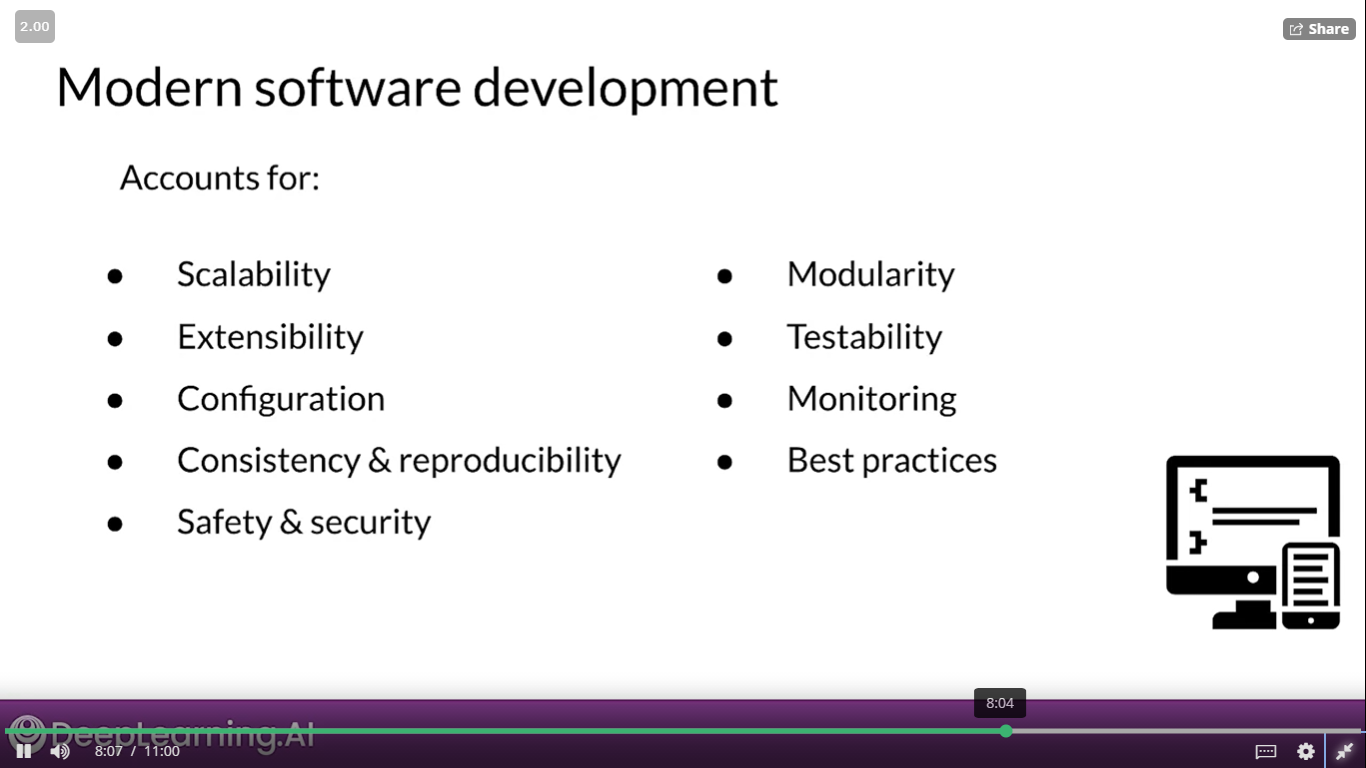 2.00
Share
Modern software development
Accounts for:
● Scalability
● Extensibility
● Configuration
● Consistency & reproducibility
● Safety & security
● Modularity
● Testability
● Monitoring
● Best practices
8:04
DeepLearning.AI
8:07 / 11:00